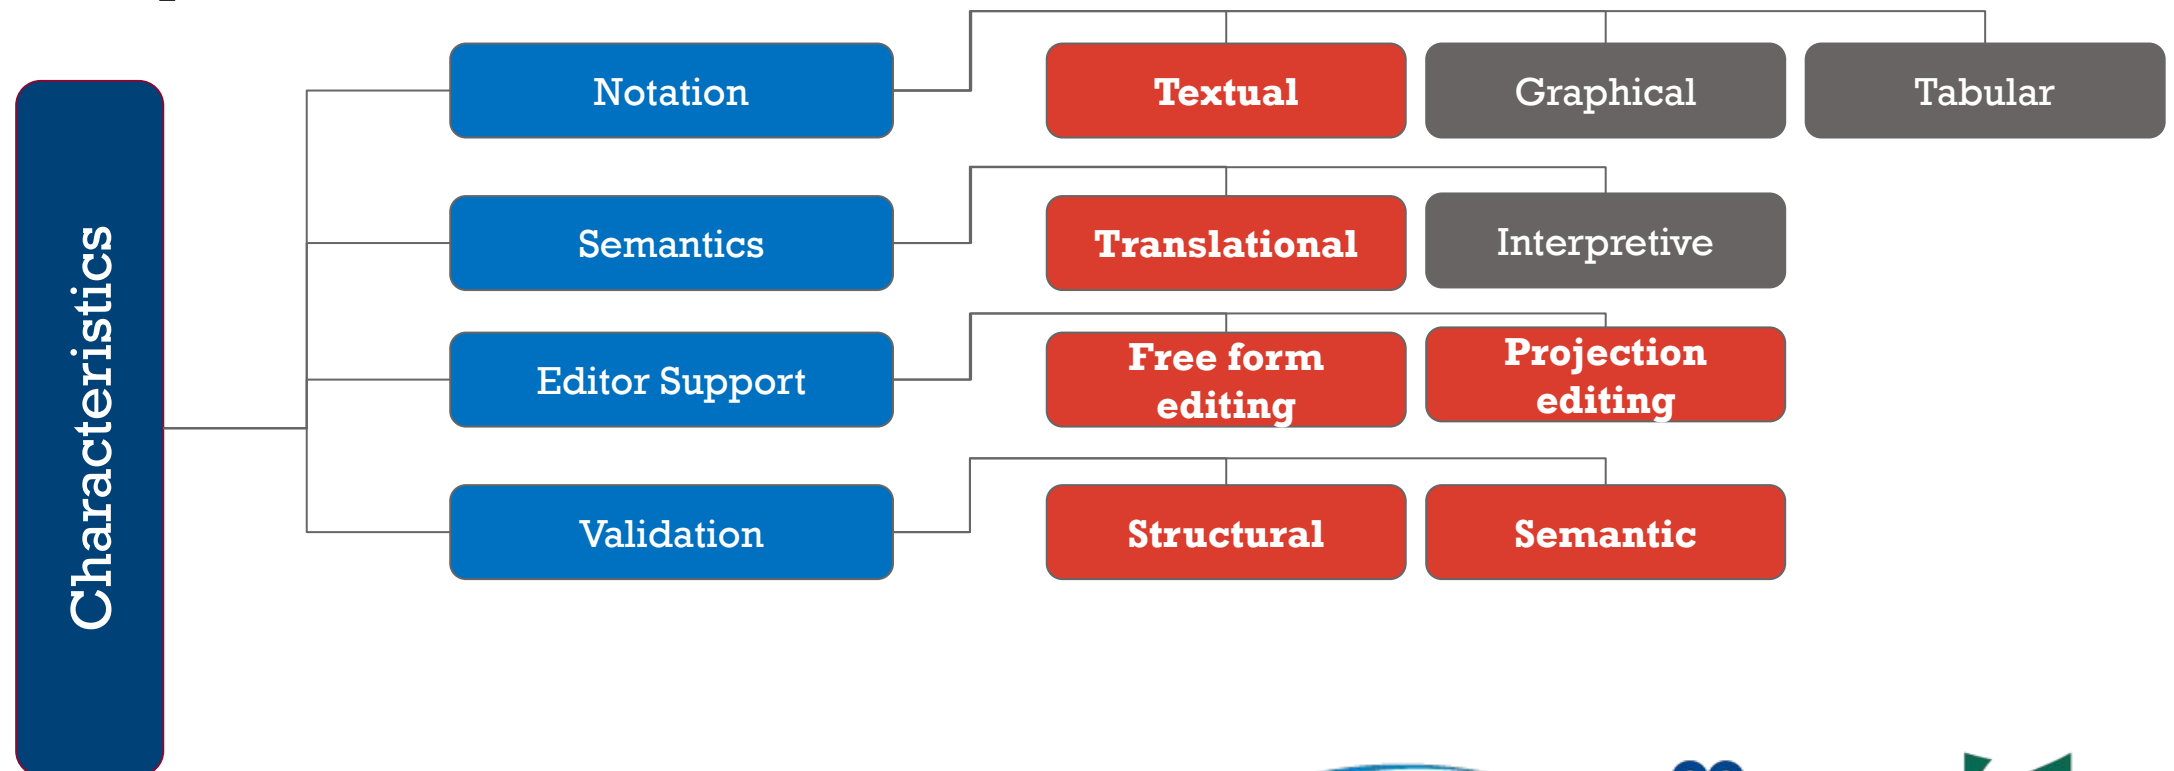 Characteristics
Notation
Textual
Graphical
Tabular
Semantics
Translational
Interpretive
Editor Support
Free form
editing
Projection
editing
Validation
Structural
Semantic